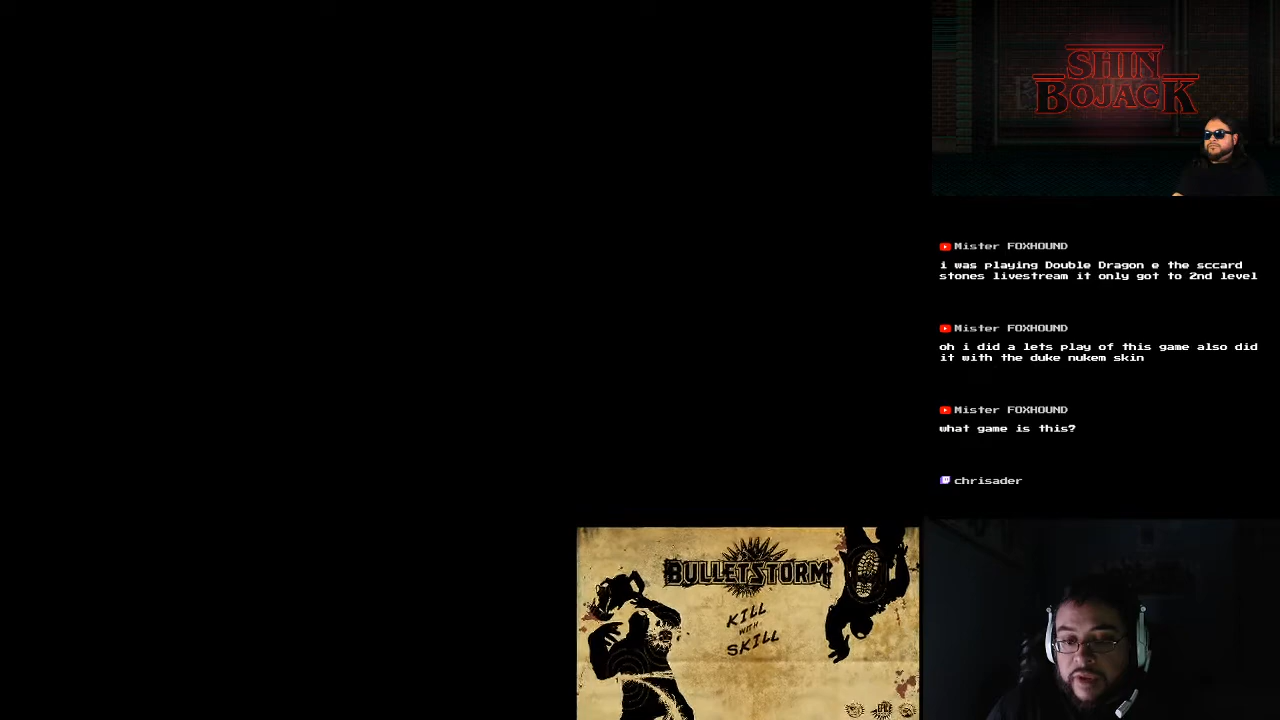 SHIN
BOJACK
Mister FOXHOUND
i was playing Double Dragon e the sccard
stones livestream it only got to 2nd level
Mister FOXHOUND
oh i did a lets play of this game also did
it with the duke nukem skin
Mister FOXHOUND
what game is this?
chrisader
BULLETSTORM
KILL
WITH
SKILL